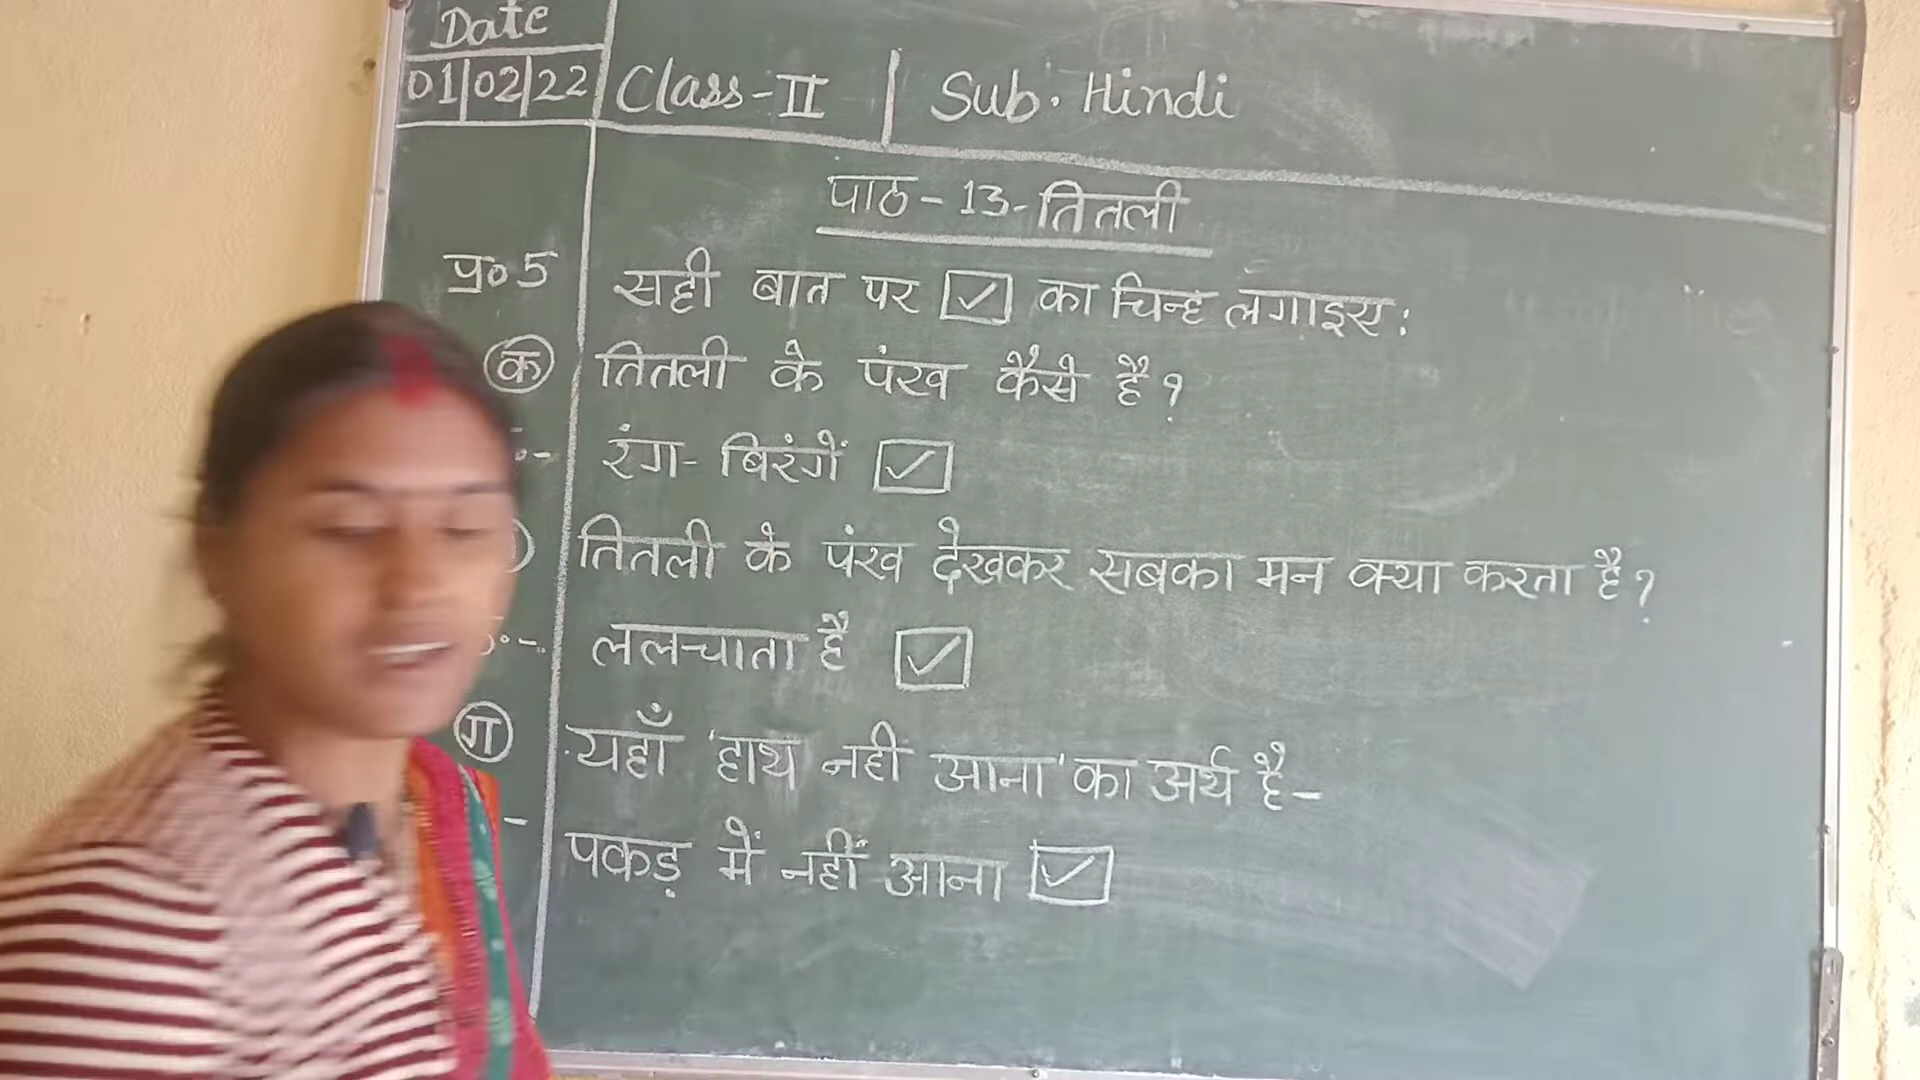 Date
01|02|22 Class-II | Sub. Hindi
पाठ-13-तितली
प्र०5 सही बात पर ✓ का चिन्ह लगाइए:
क तितली के पंख कैसे हैं?
रंग-बिरंगें ✓
तितली के पंख देखकर सबका मन क्या करता है?
ललचाता है ✓
ग यहाँ 'हाथ नही आना' का अर्थ है-
पकड़ में नहीं आना ✓